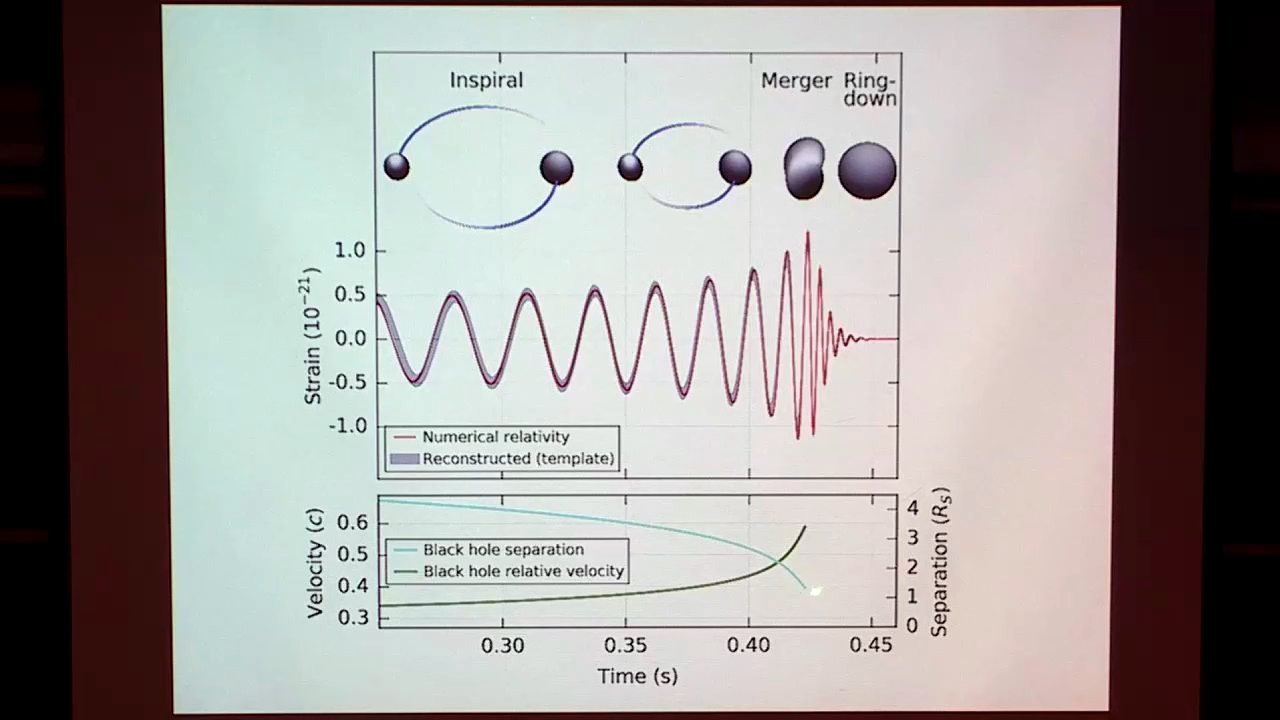 Inspiral
Merger
Ring-
down
1.0
0.5
0.0
-0.5
-1.0
Strain (10⁻²¹)
Numerical relativity
Reconstructed (template)
0.6
0.5
0.4
0.3
Velocity (c)
Black hole separation
Black hole relative velocity
4
3
2
1
0
Separation (R_S)
0.30
0.35
0.40
0.45
Time (s)